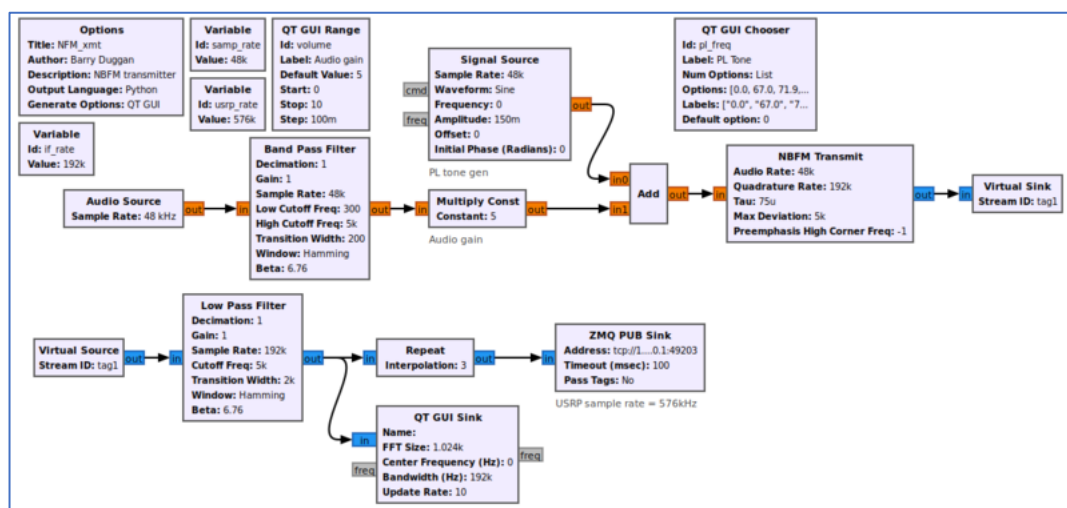 Options
Title: NFM_xmt
Author: Barry Duggan
Description: NBFM transmitter
Output Language: Python
Generate Options: QT GUI
Variable
Id: samp_rate
Value: 48k
Variable
Id: usrp_rate
Value: 576k
QT GUI Range
Id: volume
Label: Audio gain
Default Value: 5
Start: 0
Stop: 10
Step: 100m
Variable
Id: if_rate
Value: 192k
cmd
freq
Signal Source
Sample Rate: 48k
Waveform: Sine
Frequency: 0
Amplitude: 150m
Offset: 0
Initial Phase (Radians): 0
out
PL tone gen
QT GUI Chooser
Id: pl_freq
Label: PL Tone
Num Options: List
Options: [0.0, 67.0, 71.9,...
Labels: ["0.0", "67.0", "7...
Default option: 0
Audio Source
Sample Rate: 48 kHz
out
in
Band Pass Filter
Decimation: 1
Gain: 1
Sample Rate: 48k
Low Cutoff Freq: 300
High Cutoff Freq: 5k
Transition Width: 200
Window: Hamming
Beta: 6.76
out
in
Multiply Const
Constant: 5
out
Audio gain
in0
in1
Add
out
in
NBFM Transmit
Audio Rate: 48k
Quadrature Rate: 192k
Tau: 75u
Max Deviation: 5k
Preemphasis High Corner Freq: -1
out
in
Virtual Sink
Stream ID: tag1
Virtual Source
Stream ID: tag1
out
in
Low Pass Filter
Decimation: 1
Gain: 1
Sample Rate: 192k
Cutoff Freq: 5k
Transition Width: 2k
Window: Hamming
Beta: 6.76
out
in
Repeat
Interpolation: 3
out
in
ZMQ PUB Sink
Address: tcp://1....0.1:49203
Timeout (msec): 100
Pass Tags: No
USRP sample rate = 576kHz
in
freq
QT GUI Sink
Name:
FFT Size: 1.024k
Center Frequency (Hz): 0
Bandwidth (Hz): 192k
Update Rate: 10
freq